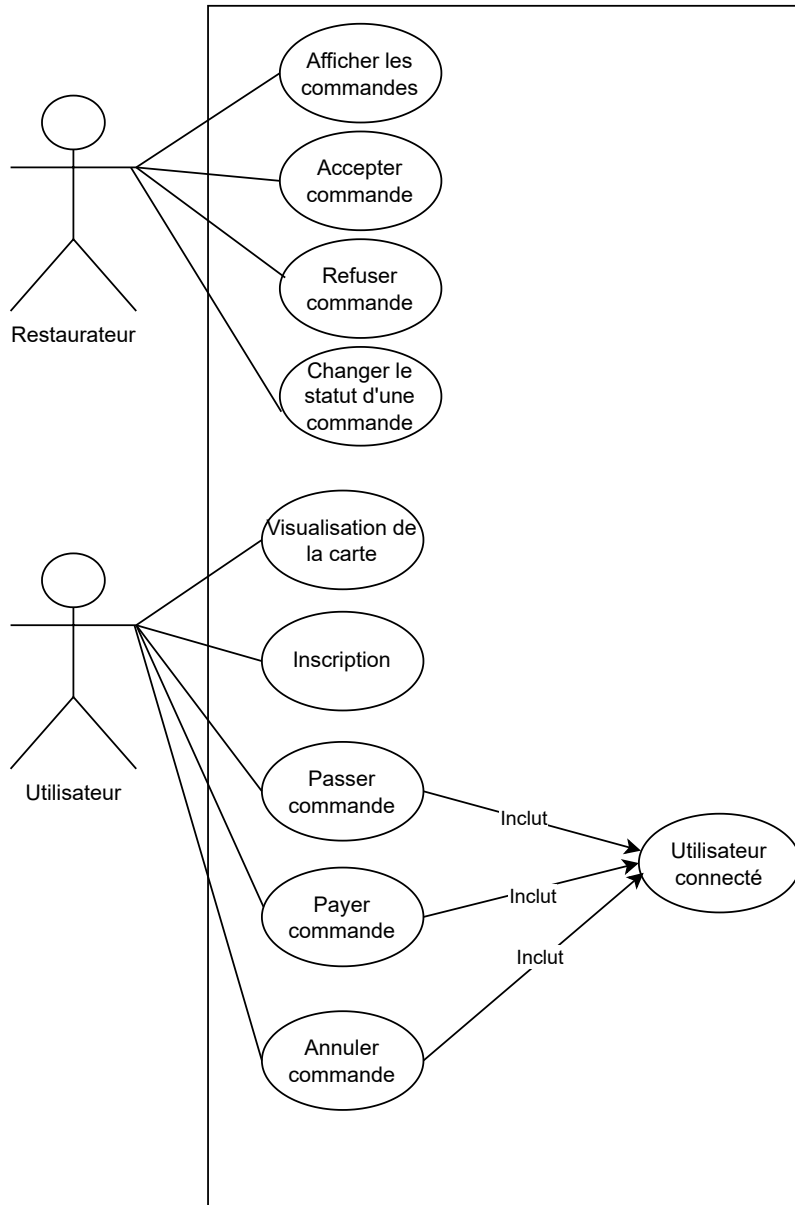 Afficher les
commandes
Accepter
commande
Refuser
commande
Restaurateur
Changer le
statut d'une
commande
Visualisation de
la carte
Inscription
Utilisateur
Passer
commande
Inclut
Utilisateur
connecté
Payer
commande
Inclut
Inclut
Annuler
commande